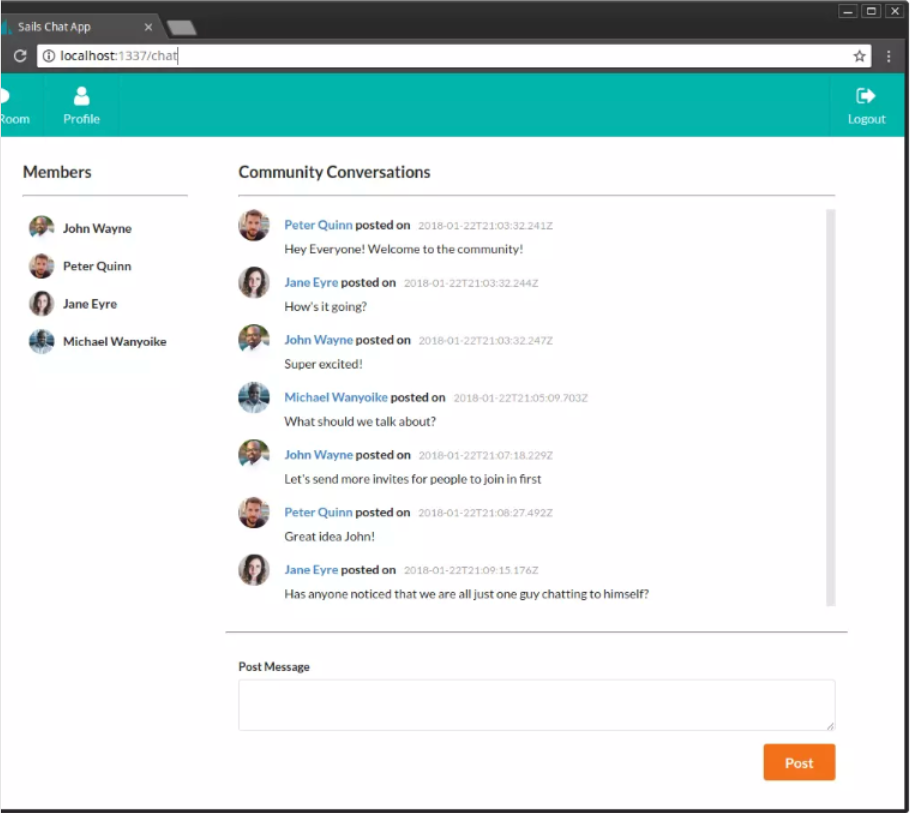 Sails Chat App
localhost:1337/chat
Room
Profile
Logout
Members
John Wayne
Peter Quinn
Jane Eyre
Michael Wanyoike
Community Conversations
Peter Quinn posted on 2018-01-22T21:03:32.241Z
Hey Everyone! Welcome to the community!
Jane Eyre posted on 2018-01-22T21:03:32.244Z
How's it going?
John Wayne posted on 2018-01-22T21:03:32.247Z
Super excited!
Michael Wanyoike posted on 2018-01-22T21:05:09.703Z
What should we talk about?
John Wayne posted on 2018-01-22T21:07:18.229Z
Let's send more invites for people to join in first
Peter Quinn posted on 2018-01-22T21:08:27.492Z
Great idea John!
Jane Eyre posted on 2018-01-22T21:09:15.176Z
Has anyone noticed that we are all just one guy chatting to himself?
Post Message
Post